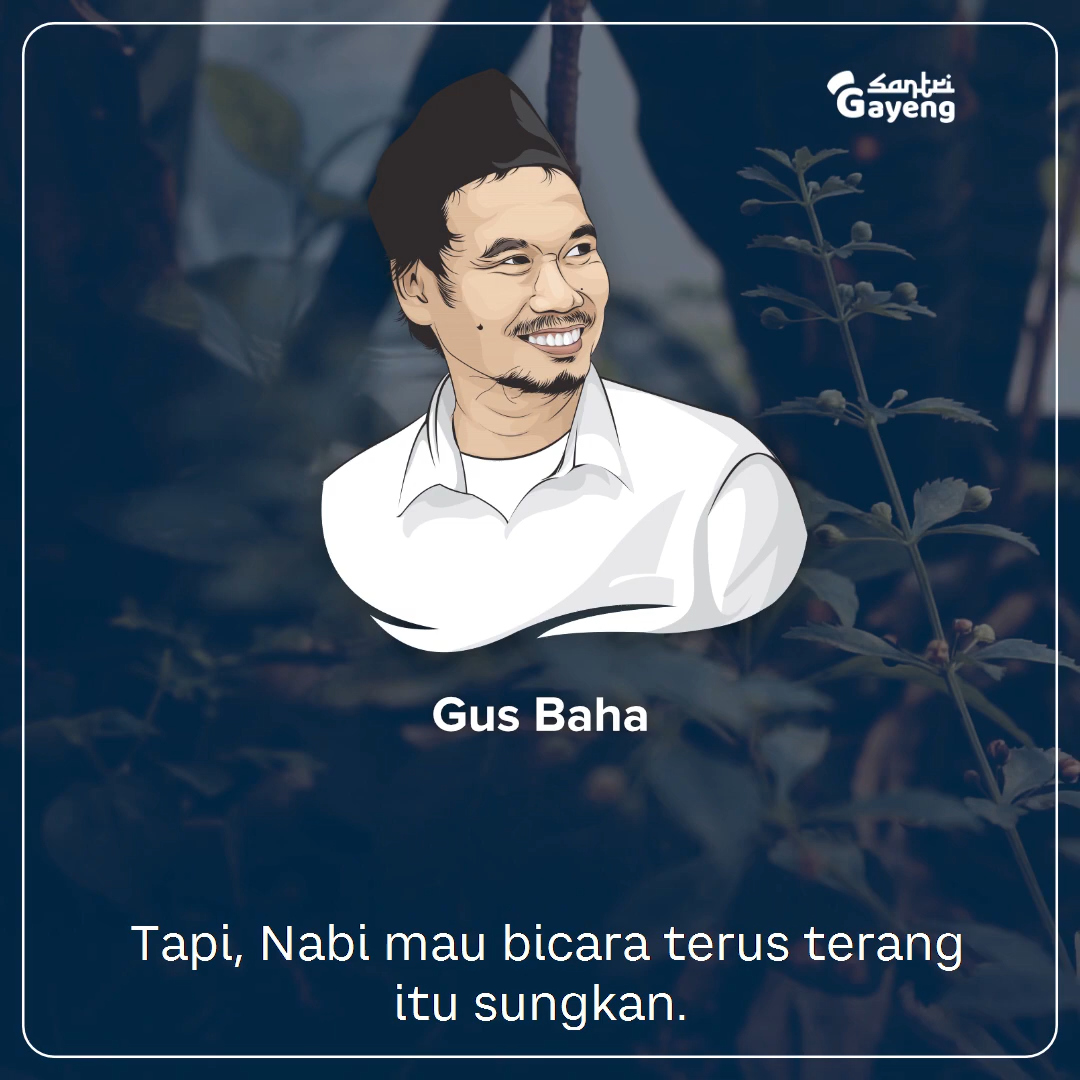 Santri
Gayeng
Gus Baha
Tapi, Nabi mau bicara terus terang
itu sungkan.